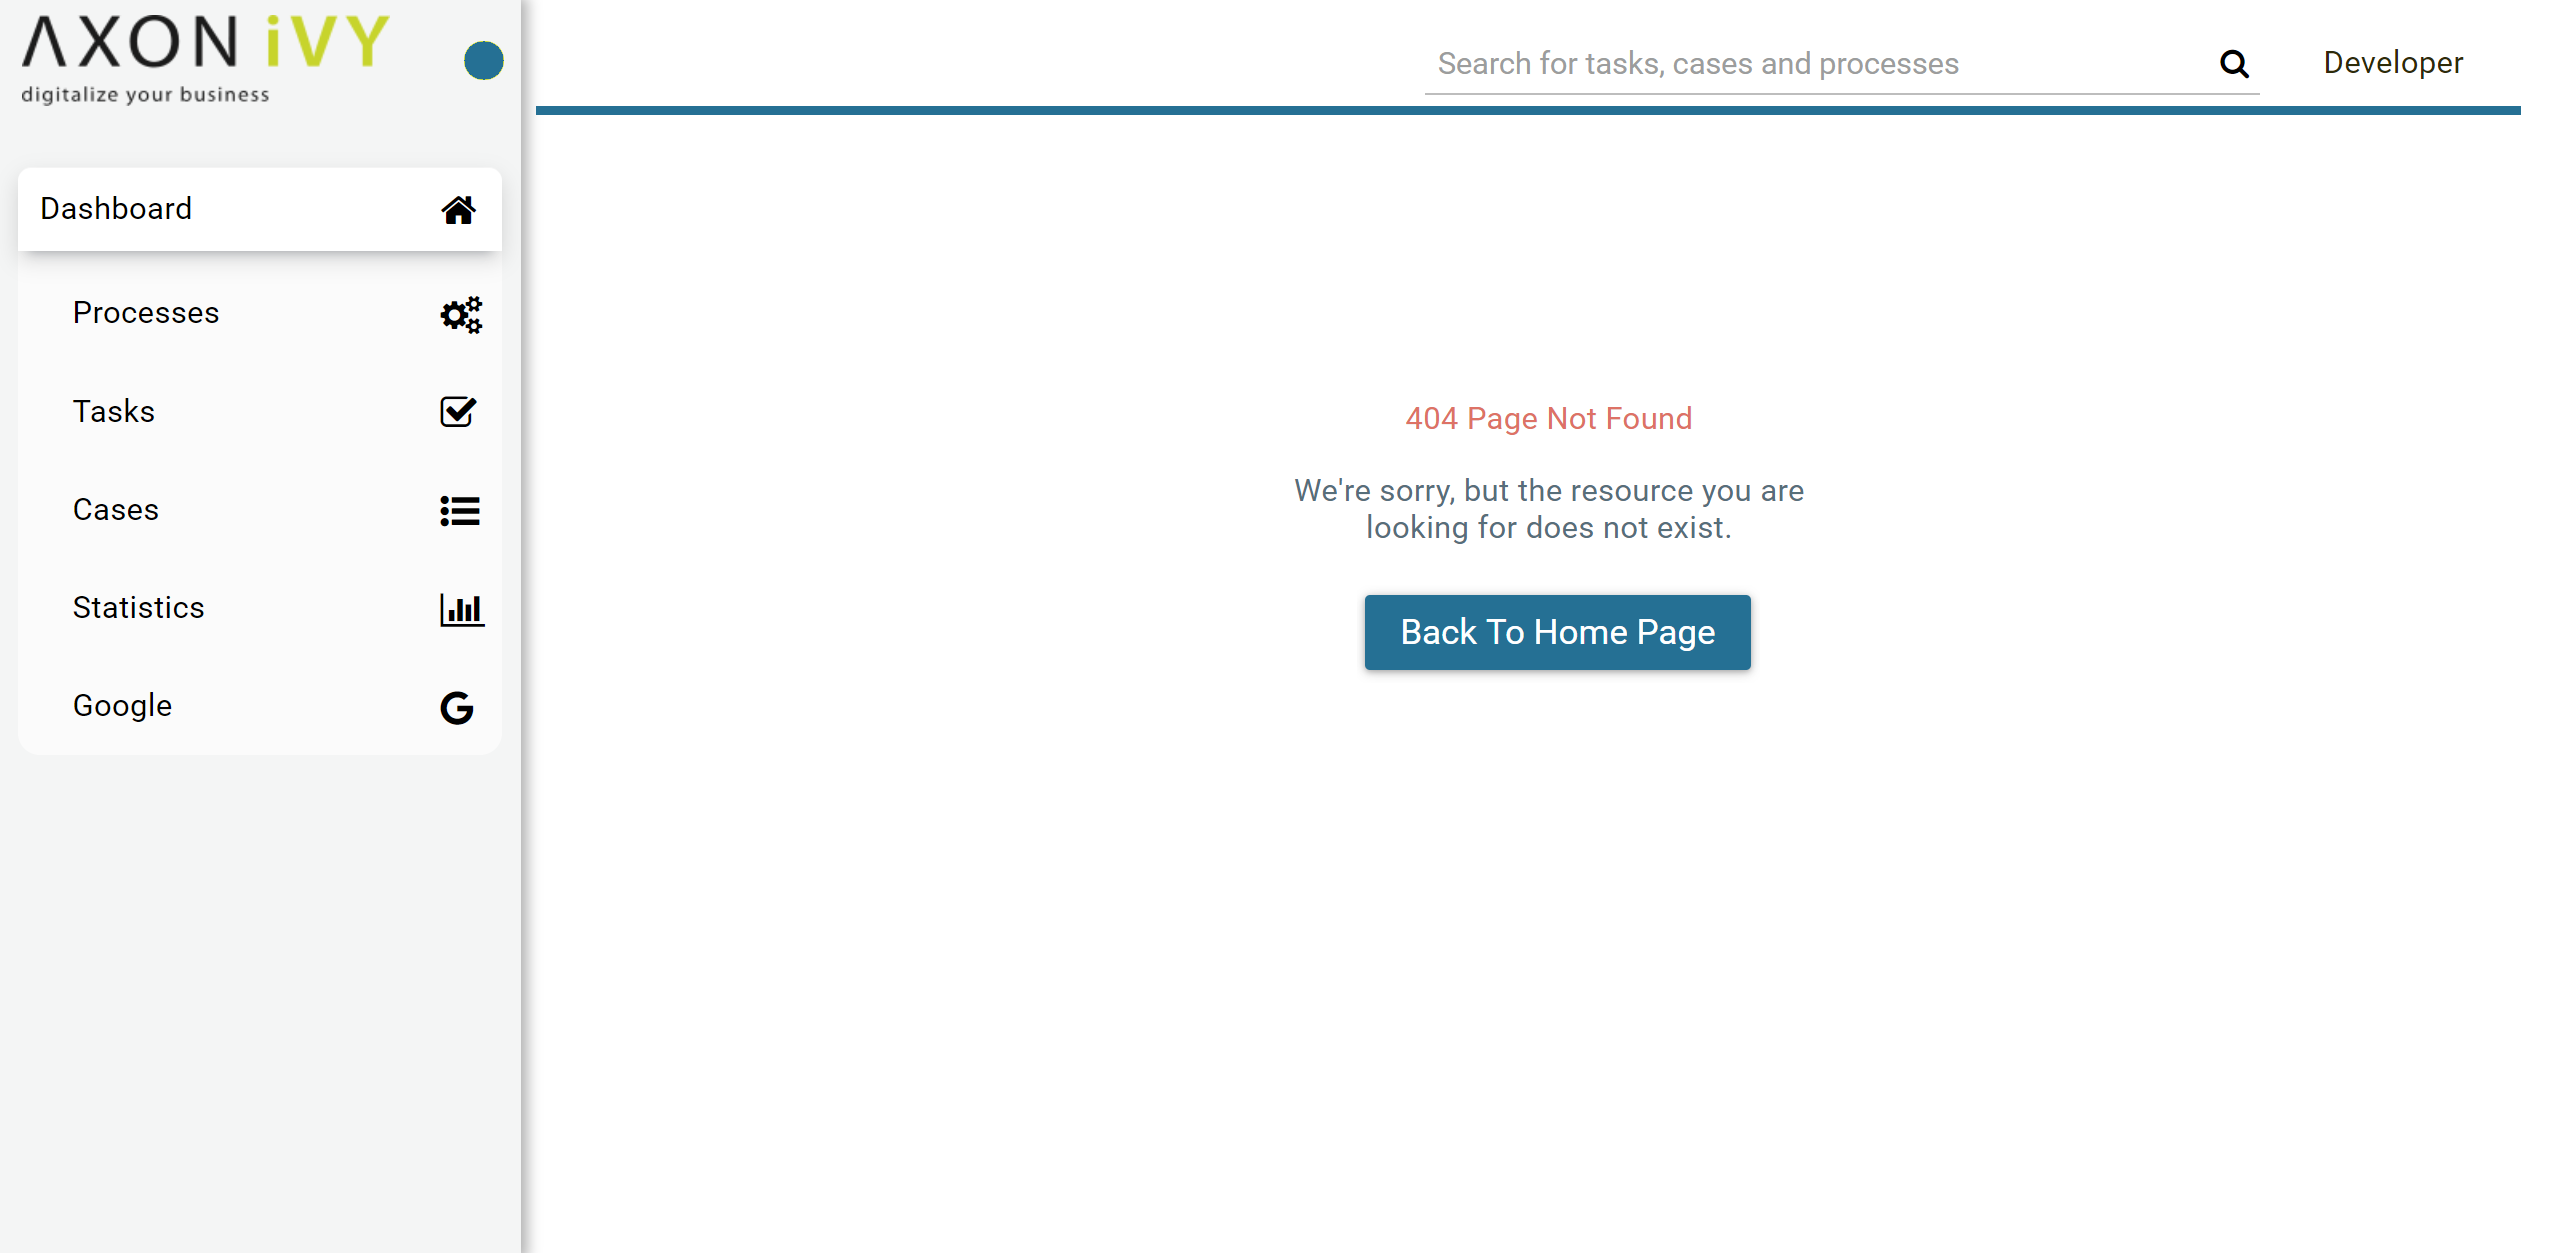 AXON iVY
digitalize your business
Search for tasks, cases and processes
Developer
Dashboard
Processes
Tasks
Cases
Statistics
Google
404 Page Not Found
We're sorry, but the resource you are
looking for does not exist.
Back To Home Page